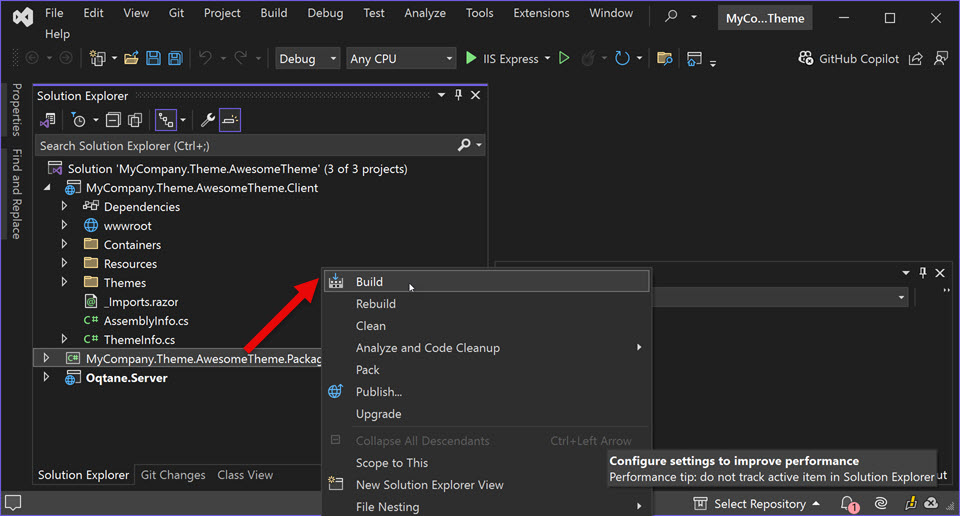 File Edit View Git Project Build Debug Test Analyze Tools Extensions Window MyCo...Theme
Help
Debug Any CPU IIS Express GitHub Copilot
Properties
Find and Replace
Solution Explorer
Search Solution Explorer (Ctrl+;)
Solution 'MyCompany.Theme.AwesomeTheme' (3 of 3 projects)
MyCompany.Theme.AwesomeTheme.Client
Dependencies
wwwroot
Containers
Resources
Themes
_Imports.razor
C# AssemblyInfo.cs
C# ThemeInfo.cs
C# MyCompany.Theme.AwesomeTheme.Packag
Oqtane.Server
Build
Rebuild
Clean
Analyze and Code Cleanup
Pack
Publish...
Upgrade
Collapse All Descendants Ctrl+Left Arrow
Scope to This
New Solution Explorer View
File Nesting
Solution Explorer Git Changes Class View
Configure settings to improve performance
Performance tip: do not track active item in Solution Explorer
ut
Select Repository 1